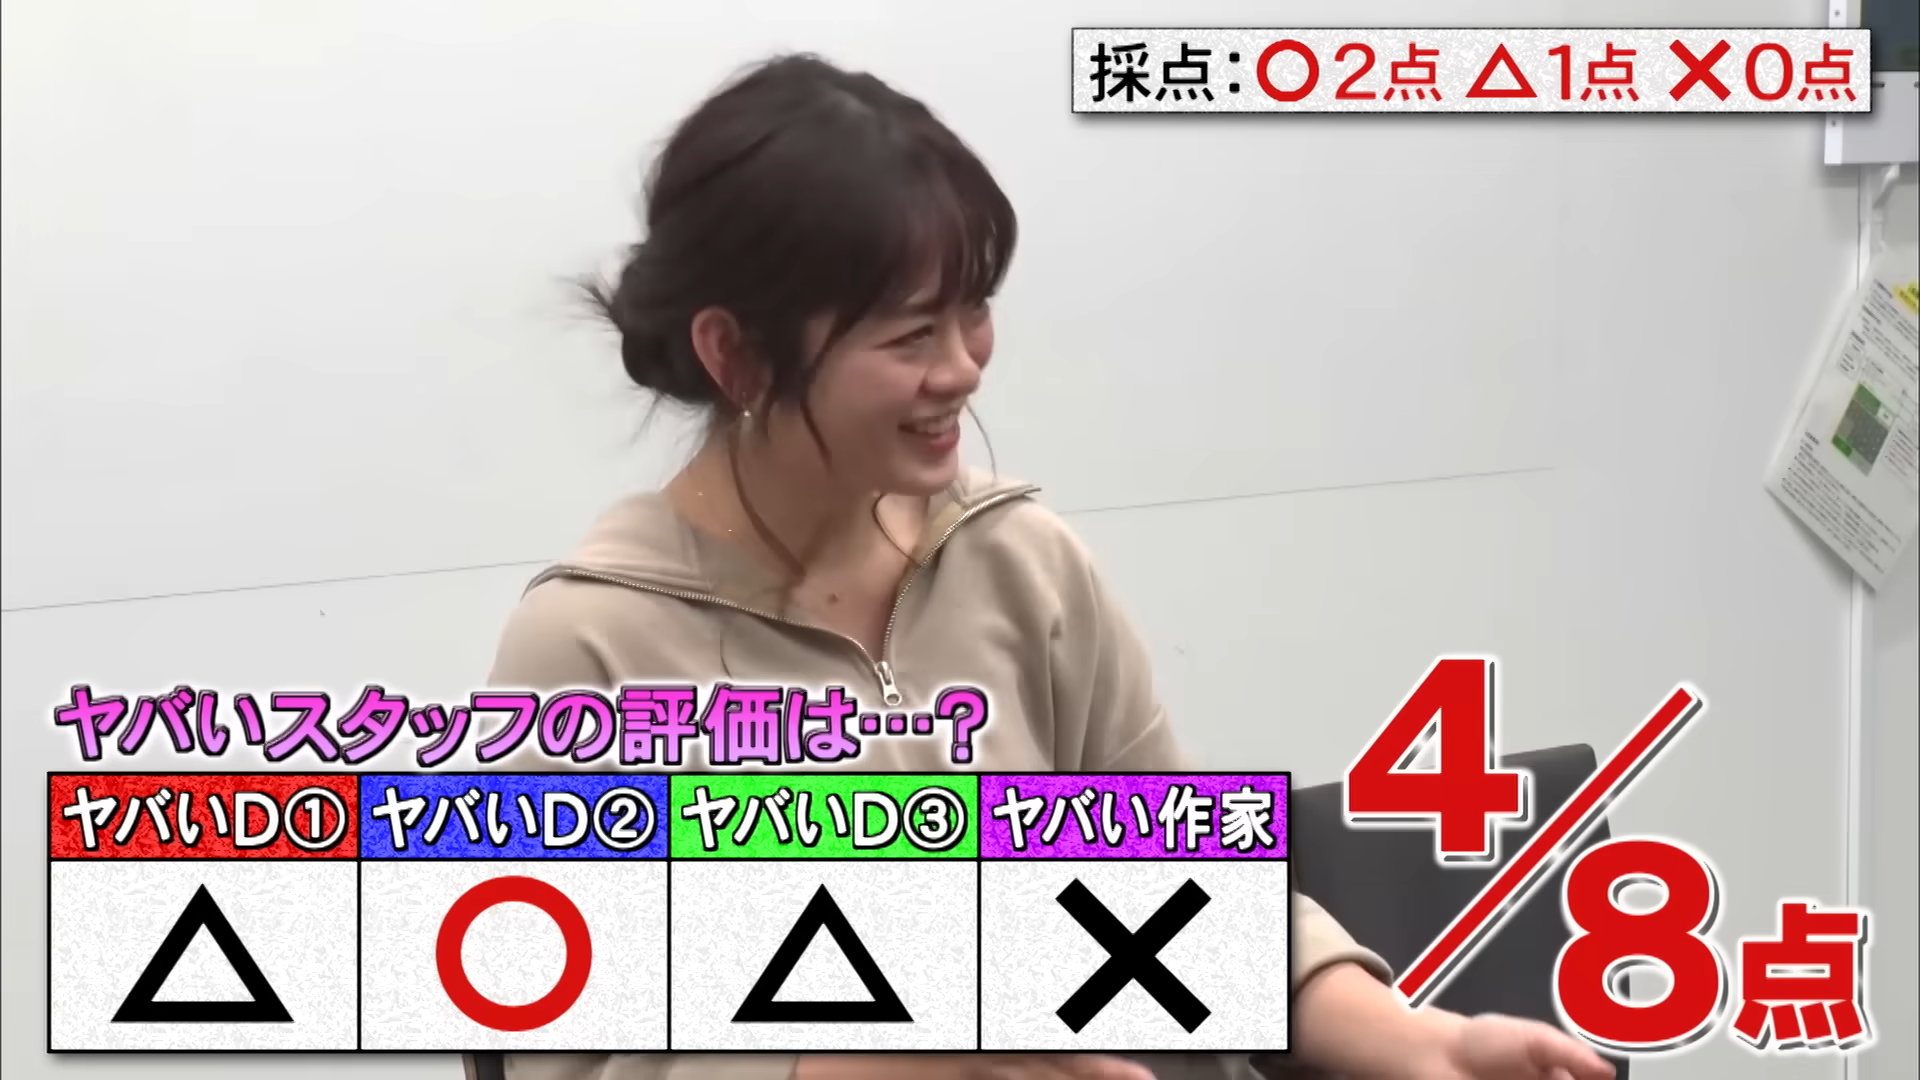 採点：○2点 △1点 ×0点
ヤバいスタッフの評価は…？
ヤバいD① ヤバいD② ヤバいD③ ヤバい作家
△ ○ △ ×
4/8点